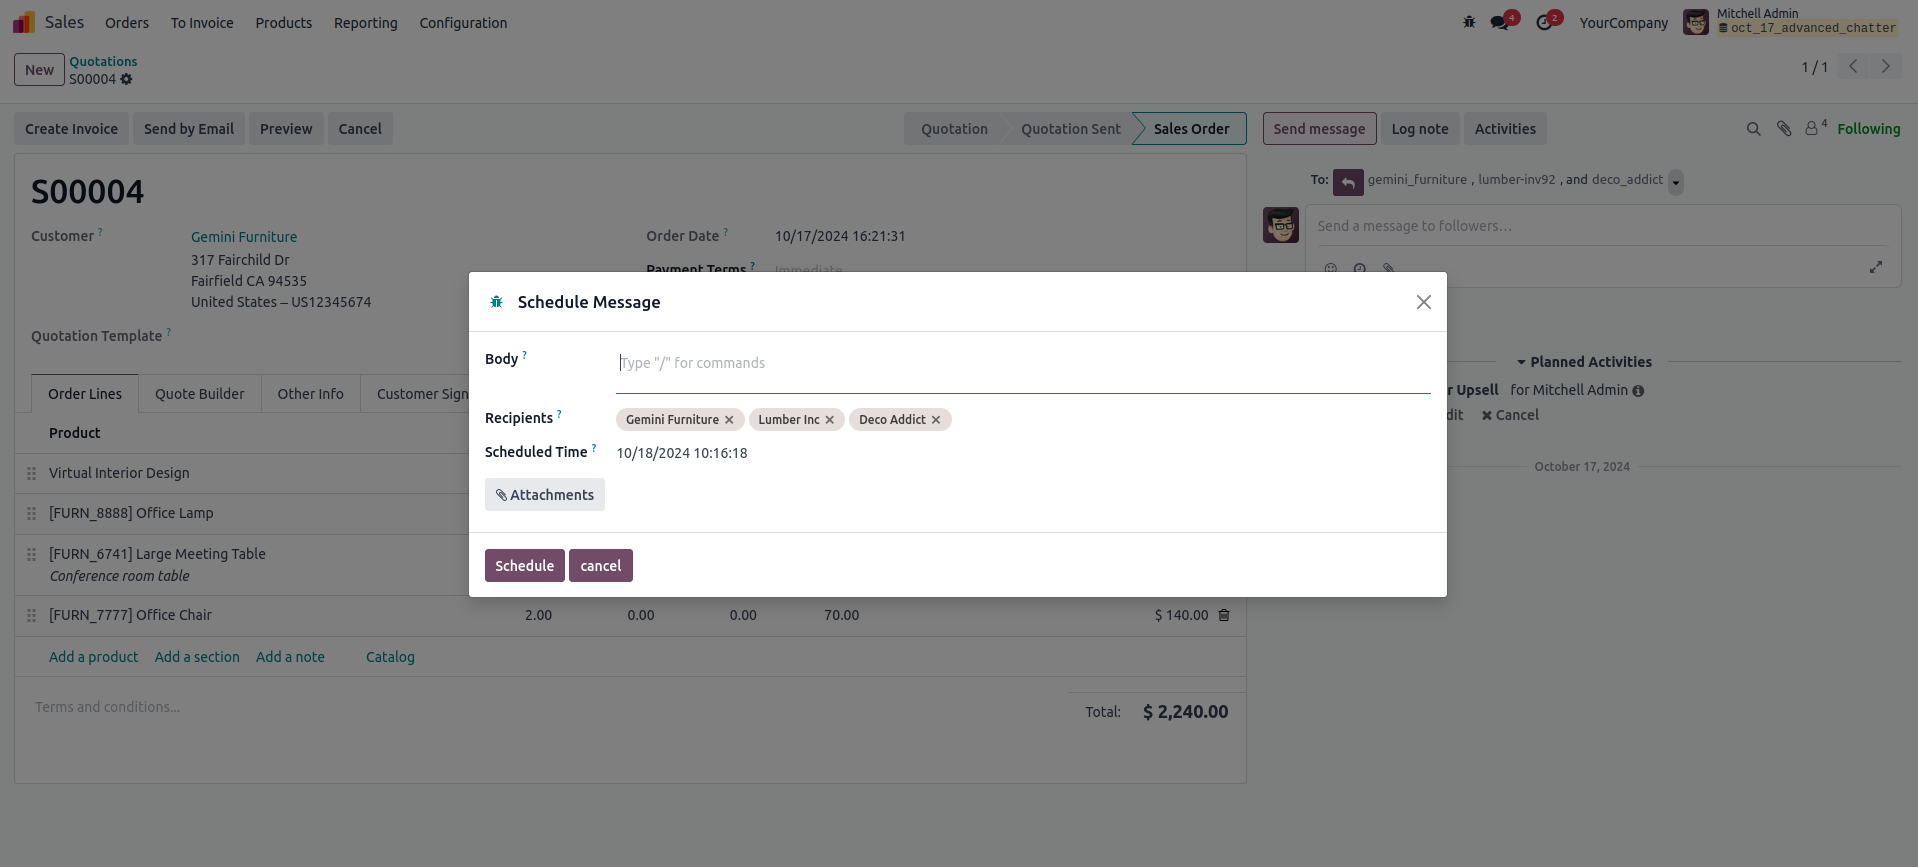 Sales Orders To Invoice Products Reporting Configuration 4 2 YourCompany Mitchell Admin
oct_17_advanced_chatter
New Quotations
S00004
1 / 1
Create Invoice Send by Email Preview Cancel Quotation Quotation Sent Sales Order Send message Log note Activities 4 Following
S00004
To: gemini_furniture , lumber-inv92 , and deco_addict
Customer ? Gemini Furniture
317 Fairchild Dr
Fairfield CA 94535
United States – US12345674
Order Date ? 10/17/2024 16:21:31
Payment Terms ? Immediate
Send a message to followers...
Quotation Template ?
Schedule Message
Body ? Type "/" for commands
Recipients ? Gemini Furniture Lumber Inc Deco Addict
Scheduled Time ? 10/18/2024 10:16:18
Attachments
Schedule cancel
Planned Activities
r Upsell for Mitchell Admin
dit Cancel
October 17, 2024
Order Lines Quote Builder Other Info Customer Sign
Product
Virtual Interior Design
[FURN_8888] Office Lamp
[FURN_6741] Large Meeting Table
Conference room table
[FURN_7777] Office Chair 2.00 0.00 0.00 70.00 $ 140.00
Add a product Add a section Add a note Catalog
Terms and conditions...
Total: $ 2,240.00